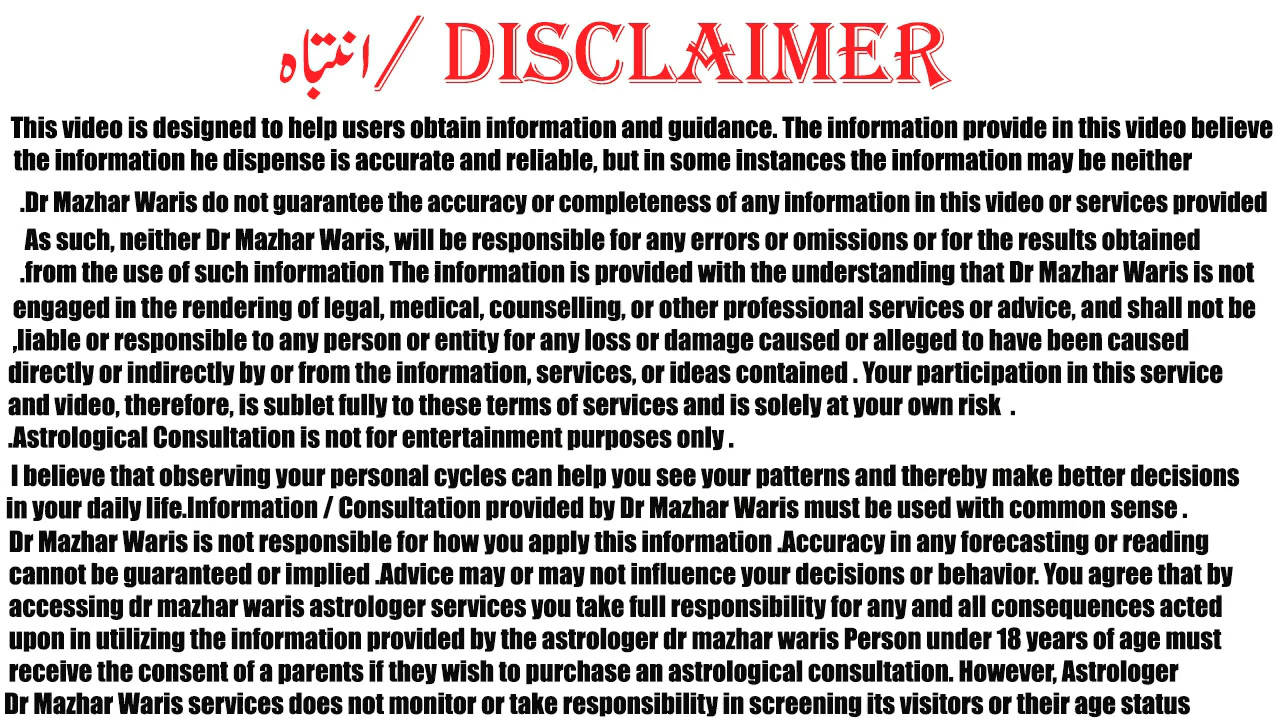 انتباہ / DISCLAIMER
This video is designed to help users obtain information and guidance. The information provide in this video believe
the information he dispense is accurate and reliable, but in some instances the information may be neither
.Dr Mazhar Waris do not guarantee the accuracy or completeness of any information in this video or services provided
As such, neither Dr Mazhar Waris, will be responsible for any errors or omissions or for the results obtained
.from the use of such information The information is provided with the understanding that Dr Mazhar Waris is not
engaged in the rendering of legal, medical, counselling, or other professional services or advice, and shall not be
,liable or responsible to any person or entity for any loss or damage caused or alleged to have been caused
directly or indirectly by or from the information, services, or ideas contained . Your participation in this service
and video, therefore, is sublet fully to these terms of services and is solely at your own risk .
.Astrological Consultation is not for entertainment purposes only .
I believe that observing your personal cycles can help you see your patterns and thereby make better decisions
in your daily life.Information / Consultation provided by Dr Mazhar Waris must be used with common sense .
Dr Mazhar Waris is not responsible for how you apply this information .Accuracy in any forecasting or reading
cannot be guaranteed or implied .Advice may or may not influence your decisions or behavior. You agree that by
accessing dr mazhar waris astrologer services you take full responsibility for any and all consequences acted
upon in utilizing the information provided by the astrologer dr mazhar waris Person under 18 years of age must
receive the consent of a parents if they wish to purchase an astrological consultation. However, Astrologer
Dr Mazhar Waris services does not monitor or take responsibility in screening its visitors or their age status